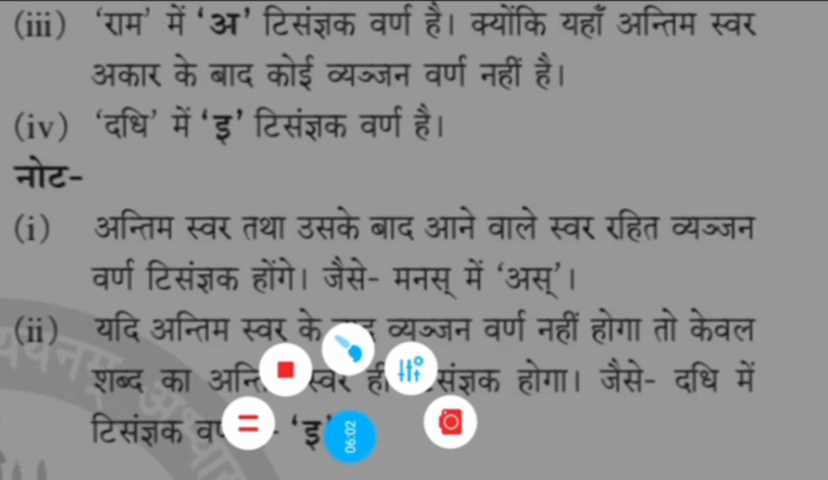 (iii) ‘राम’ में ‘अ’ टिसंज्ञक वर्ण है। क्योंकि यहाँ अन्तिम स्वर
अकार के बाद कोई व्यञ्जन वर्ण नहीं है।
(iv) ‘दधि’ में ‘इ’ टिसंज्ञक वर्ण है।
नोट-
(i) अन्तिम स्वर तथा उसके बाद आने वाले स्वर रहित व्यञ्जन
वर्ण टिसंज्ञक होंगे। जैसे- मनस् में ‘अस्’।
(ii) यदि अन्तिम स्वर के व्यञ्जन वर्ण नहीं होगा तो केवल
शब्द का स्वर ही होगा। जैसे- दधि में
टिसंज्ञक - ‘इ’
06:02